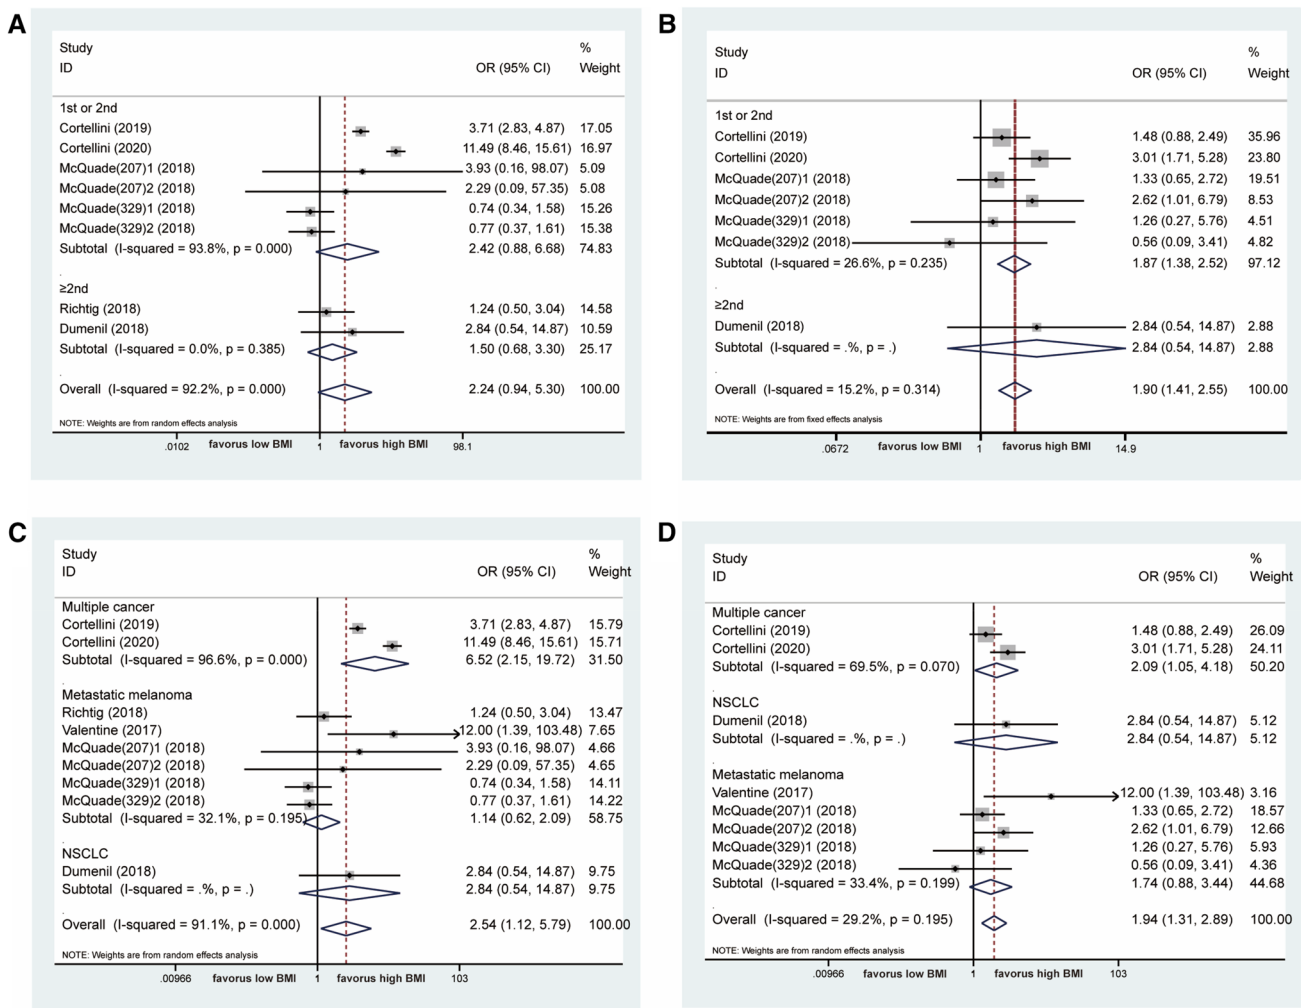 A
Study %
ID OR (95% CI) Weight
1st or 2nd
Cortellini (2019) 3.71 (2.83, 4.87) 17.05
Cortellini (2020) 11.49 (8.46, 15.61) 16.97
McQuade(207)1 (2018) 3.93 (0.16, 98.07) 5.09
McQuade(207)2 (2018) 2.29 (0.09, 57.35) 5.08
McQuade(329)1 (2018) 0.74 (0.34, 1.58) 15.26
McQuade(329)2 (2018) 0.77 (0.37, 1.61) 15.38
Subtotal (I-squared = 93.8%, p = 0.000) 2.42 (0.88, 6.68) 74.83
.
≥2nd
Richtig (2018) 1.24 (0.50, 3.04) 14.58
Dumenil (2018) 2.84 (0.54, 14.87) 10.59
Subtotal (I-squared = 0.0%, p = 0.385) 1.50 (0.68, 3.30) 25.17
.
Overall (I-squared = 92.2%, p = 0.000) 2.24 (0.94, 5.30) 100.00
NOTE: Weights are from random effects analysis
.0102 favorus low BMI 1 favorus high BMI 98.1
B
Study %
ID OR (95% CI) Weight
1st or 2nd
Cortellini (2019) 1.48 (0.88, 2.49) 35.96
Cortellini (2020) 3.01 (1.71, 5.28) 23.80
McQuade(207)1 (2018) 1.33 (0.65, 2.72) 19.51
McQuade(207)2 (2018) 2.62 (1.01, 6.79) 8.53
McQuade(329)1 (2018) 1.26 (0.27, 5.76) 4.51
McQuade(329)2 (2018) 0.56 (0.09, 3.41) 4.82
Subtotal (I-squared = 26.6%, p = 0.235) 1.87 (1.38, 2.52) 97.12
.
≥2nd
Dumenil (2018) 2.84 (0.54, 14.87) 2.88
Subtotal (I-squared = .%, p = .) 2.84 (0.54, 14.87) 2.88
.
Overall (I-squared = 15.2%, p = 0.314) 1.90 (1.41, 2.55) 100.00
NOTE: Weights are from fixed effects analysis
.0672 favorus low BMI 1 favorus high BMI 14.9
C
Study %
ID OR (95% CI) Weight
Multiple cancer
Cortellini (2019) 3.71 (2.83, 4.87) 15.79
Cortellini (2020) 11.49 (8.46, 15.61) 15.71
Subtotal (I-squared = 96.6%, p = 0.000) 6.52 (2.15, 19.72) 31.50
.
Metastatic melanoma
Richtig (2018) 1.24 (0.50, 3.04) 13.47
Valentine (2017) 12.00 (1.39, 103.48) 7.65
McQuade(207)1 (2018) 3.93 (0.16, 98.07) 4.66
McQuade(207)2 (2018) 2.29 (0.09, 57.35) 4.65
McQuade(329)1 (2018) 0.74 (0.34, 1.58) 14.11
McQuade(329)2 (2018) 0.77 (0.37, 1.61) 14.22
Subtotal (I-squared = 32.1%, p = 0.195) 1.14 (0.62, 2.09) 58.75
.
NSCLC
Dumenil (2018) 2.84 (0.54, 14.87) 9.75
Subtotal (I-squared = .%, p = .) 2.84 (0.54, 14.87) 9.75
.
Overall (I-squared = 91.1%, p = 0.000) 2.54 (1.12, 5.79) 100.00
NOTE: Weights are from random effects analysis
.00966 favorus low BMI 1 favorus high BMI 103
D
Study %
ID OR (95% CI) Weight
Multiple cancer
Cortellini (2019) 1.48 (0.88, 2.49) 26.09
Cortellini (2020) 3.01 (1.71, 5.28) 24.11
Subtotal (I-squared = 69.5%, p = 0.070) 2.09 (1.05, 4.18) 50.20
.
NSCLC
Dumenil (2018) 2.84 (0.54, 14.87) 5.12
Subtotal (I-squared = .%, p = .) 2.84 (0.54, 14.87) 5.12
.
Metastatic melanoma
Valentine (2017) 12.00 (1.39, 103.48) 3.16
McQuade(207)1 (2018) 1.33 (0.65, 2.72) 18.57
McQuade(207)2 (2018) 2.62 (1.01, 6.79) 12.66
McQuade(329)1 (2018) 1.26 (0.27, 5.76) 5.93
McQuade(329)2 (2018) 0.56 (0.09, 3.41) 4.36
Subtotal (I-squared = 33.4%, p = 0.199) 1.74 (0.88, 3.44) 44.68
.
Overall (I-squared = 29.2%, p = 0.195) 1.94 (1.31, 2.89) 100.00
NOTE: Weights are from random effects analysis
.00966 favorus low BMI 1 favorus high BMI 103